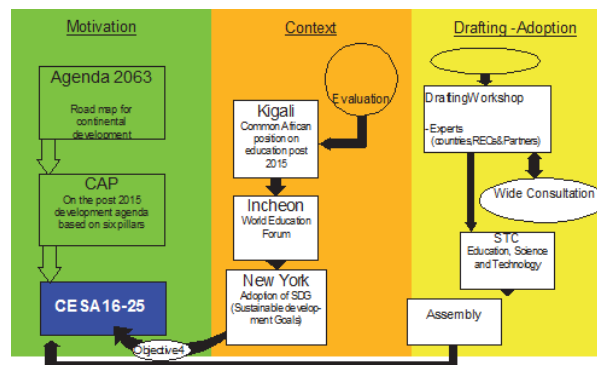 Motivation
Agenda 2063
Road map for
continental
development
CAP
On the post 2015
development agenda
based on six pillars
CESA16-25
Context
Evaluation
Kigali
Common African
position on
education post
2015
Incheon
World Education
Forum
New York
Adoption of SDG
(Sustainable develop-
ment Goals)
Objective4
Drafting -Adoption
DraftingWorkshop
-Experts
(countries,RECs&Partners)
Wide Consultation
STC
Education, Science
and Technology
Assembly